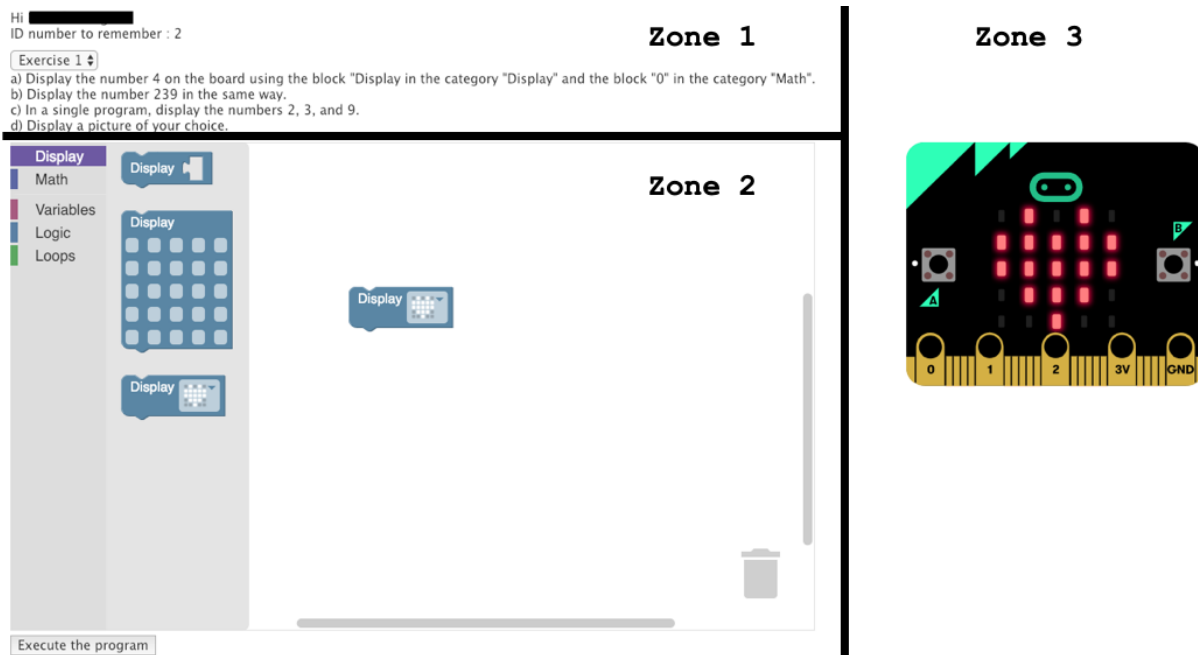 Hi
ID number to remember : 2
Zone 1
Zone 3
Exercise 1
a) Display the number 4 on the board using the block "Display in the category "Display" and the block "0" in the category "Math".
b) Display the number 239 in the same way.
c) In a single program, display the numbers 2, 3, and 9.
d) Display a picture of your choice.
Zone 2
Display
Math
Variables
Logic
Loops
Display
Display
Display
Display
B
A
0 1 2 3V GND
Execute the program